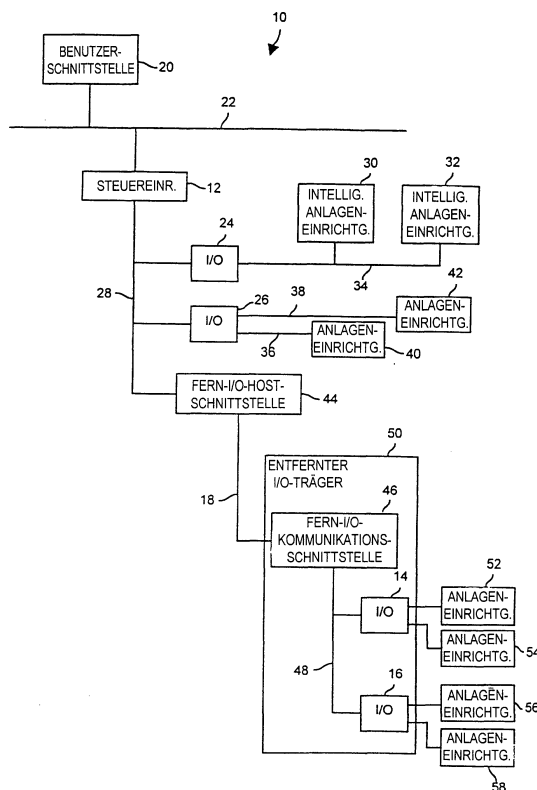 10
BENUTZER-
SCHNITTSTELLE
20
22
STEUEREINR.
12
30
32
INTELLIG.
ANLAGEN-
EINRICHTG.
INTELLIG.
ANLAGEN-
EINRICHTG.
24
I/O
34
28
26
I/O
38
42
ANLAGEN-
EINRICHTG.
36
ANLAGEN-
EINRICHTG.
40
FERN-I/O-HOST-
SCHNITTSTELLE
44
50
ENTFERNTER
I/O-TRÄGER
18
46
FERN-I/O-
KOMMUNIKATIONS-
SCHNITTSTELLE
14
I/O
52
ANLAGEN-
EINRICHTG.
ANLAGEN-
EINRICHTG.
54
48
16
I/O
ANLAGEN-
EINRICHTG.
56
ANLAGEN-
EINRICHTG.
58